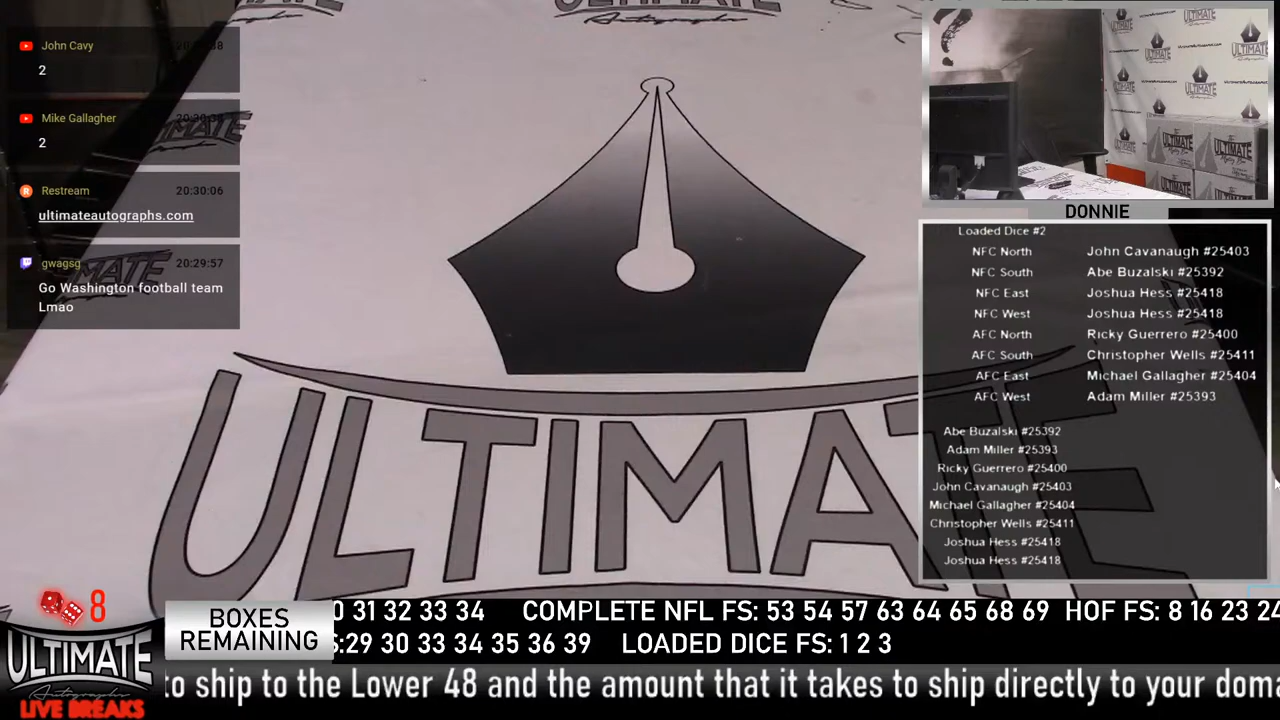 John Cavy
2
Mike Gallagher
2
Restream 20:30:06
ultimateautographs.com
gwagsg 20:29:57
Go Washington football team
Lmao
ULTIMATE
DONNIE
Loaded Dice #2
NFC North John Cavanaugh #25403
NFC South Abe Buzalski #25392
NFC East Joshua Hess #25418
NFC West Joshua Hess #25418
AFC North Ricky Guerrero #25400
AFC South Christopher Wells #25411
AFC East Michael Gallagher #25404
AFC West Adam Miller #25393
Abe Buzalski #25392
Adam Miller #25393
Ricky Guerrero #25400
John Cavanaugh #25403
Michael Gallagher #25404
Christopher Wells #25411
Joshua Hess #25418
Joshua Hess #25418
8
ULTIMATE
Autographs
LIVE BREAKS
BOXES
REMAINING
0 31 32 33 34 COMPLETE NFL FS: 53 54 57 63 64 65 68 69 HOF FS: 8 16 23 24
:29 30 33 34 35 36 39 LOADED DICE FS: 1 2 3
to ship to the Lower 48 and the amount that it takes to ship directly to your doma